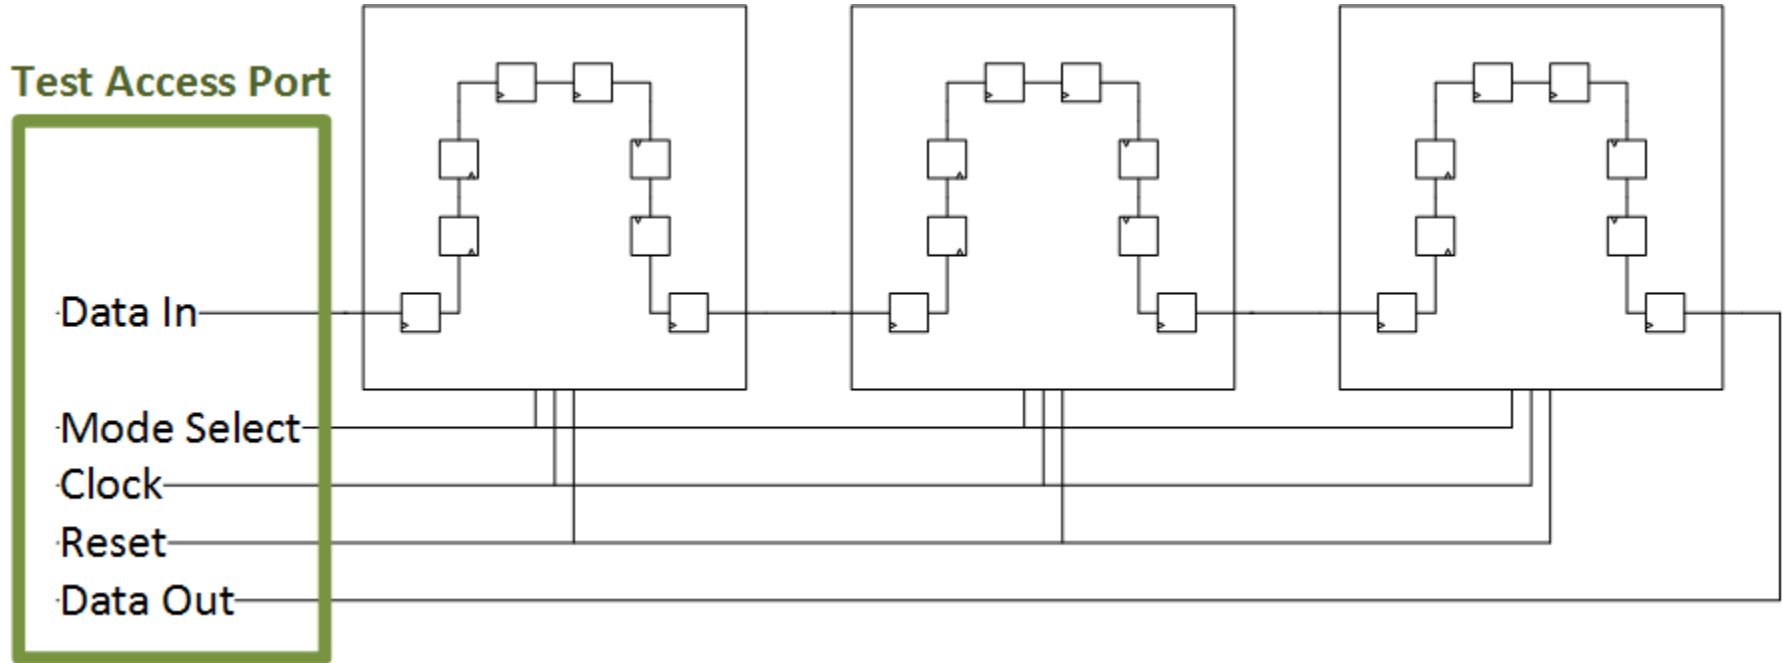 Test Access Port
Data In
Mode Select
Clock
Reset
Data Out